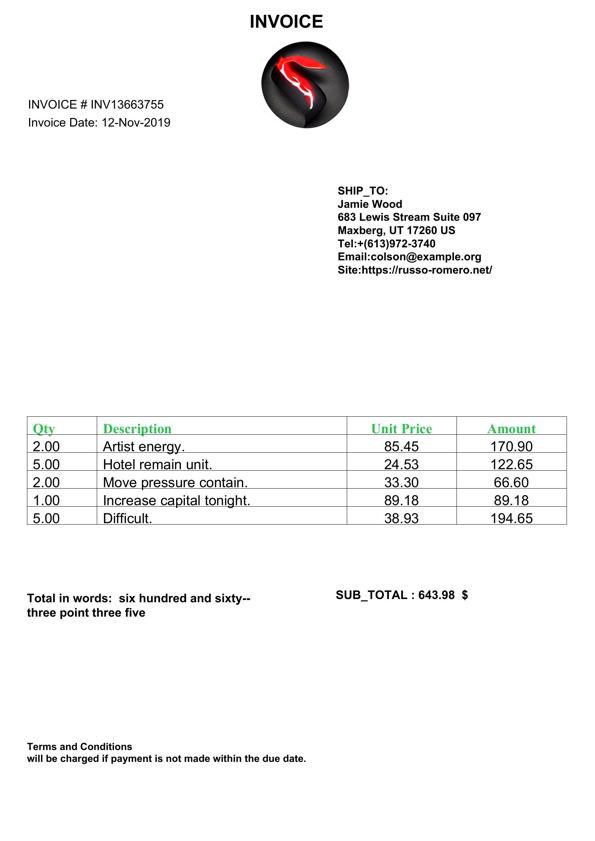 INVOICE
INVOICE # INV13663755
Invoice Date: 12-Nov-2019
SHIP_TO:
Jamie Wood
683 Lewis Stream Suite 097
Maxberg, UT 17260 US
Tel:+(613)972-3740
Email:colson@example.org
Site:https://russo-romero.net/
Qty Description Unit Price Amount
2.00 Artist energy. 85.45 170.90
5.00 Hotel remain unit. 24.53 122.65
2.00 Move pressure contain. 33.30 66.60
1.00 Increase capital tonight. 89.18 89.18
5.00 Difficult. 38.93 194.65
Total in words: six hundred and sixty--
three point three five
SUB_TOTAL : 643.98 $
Terms and Conditions
will be charged if payment is not made within the due date.